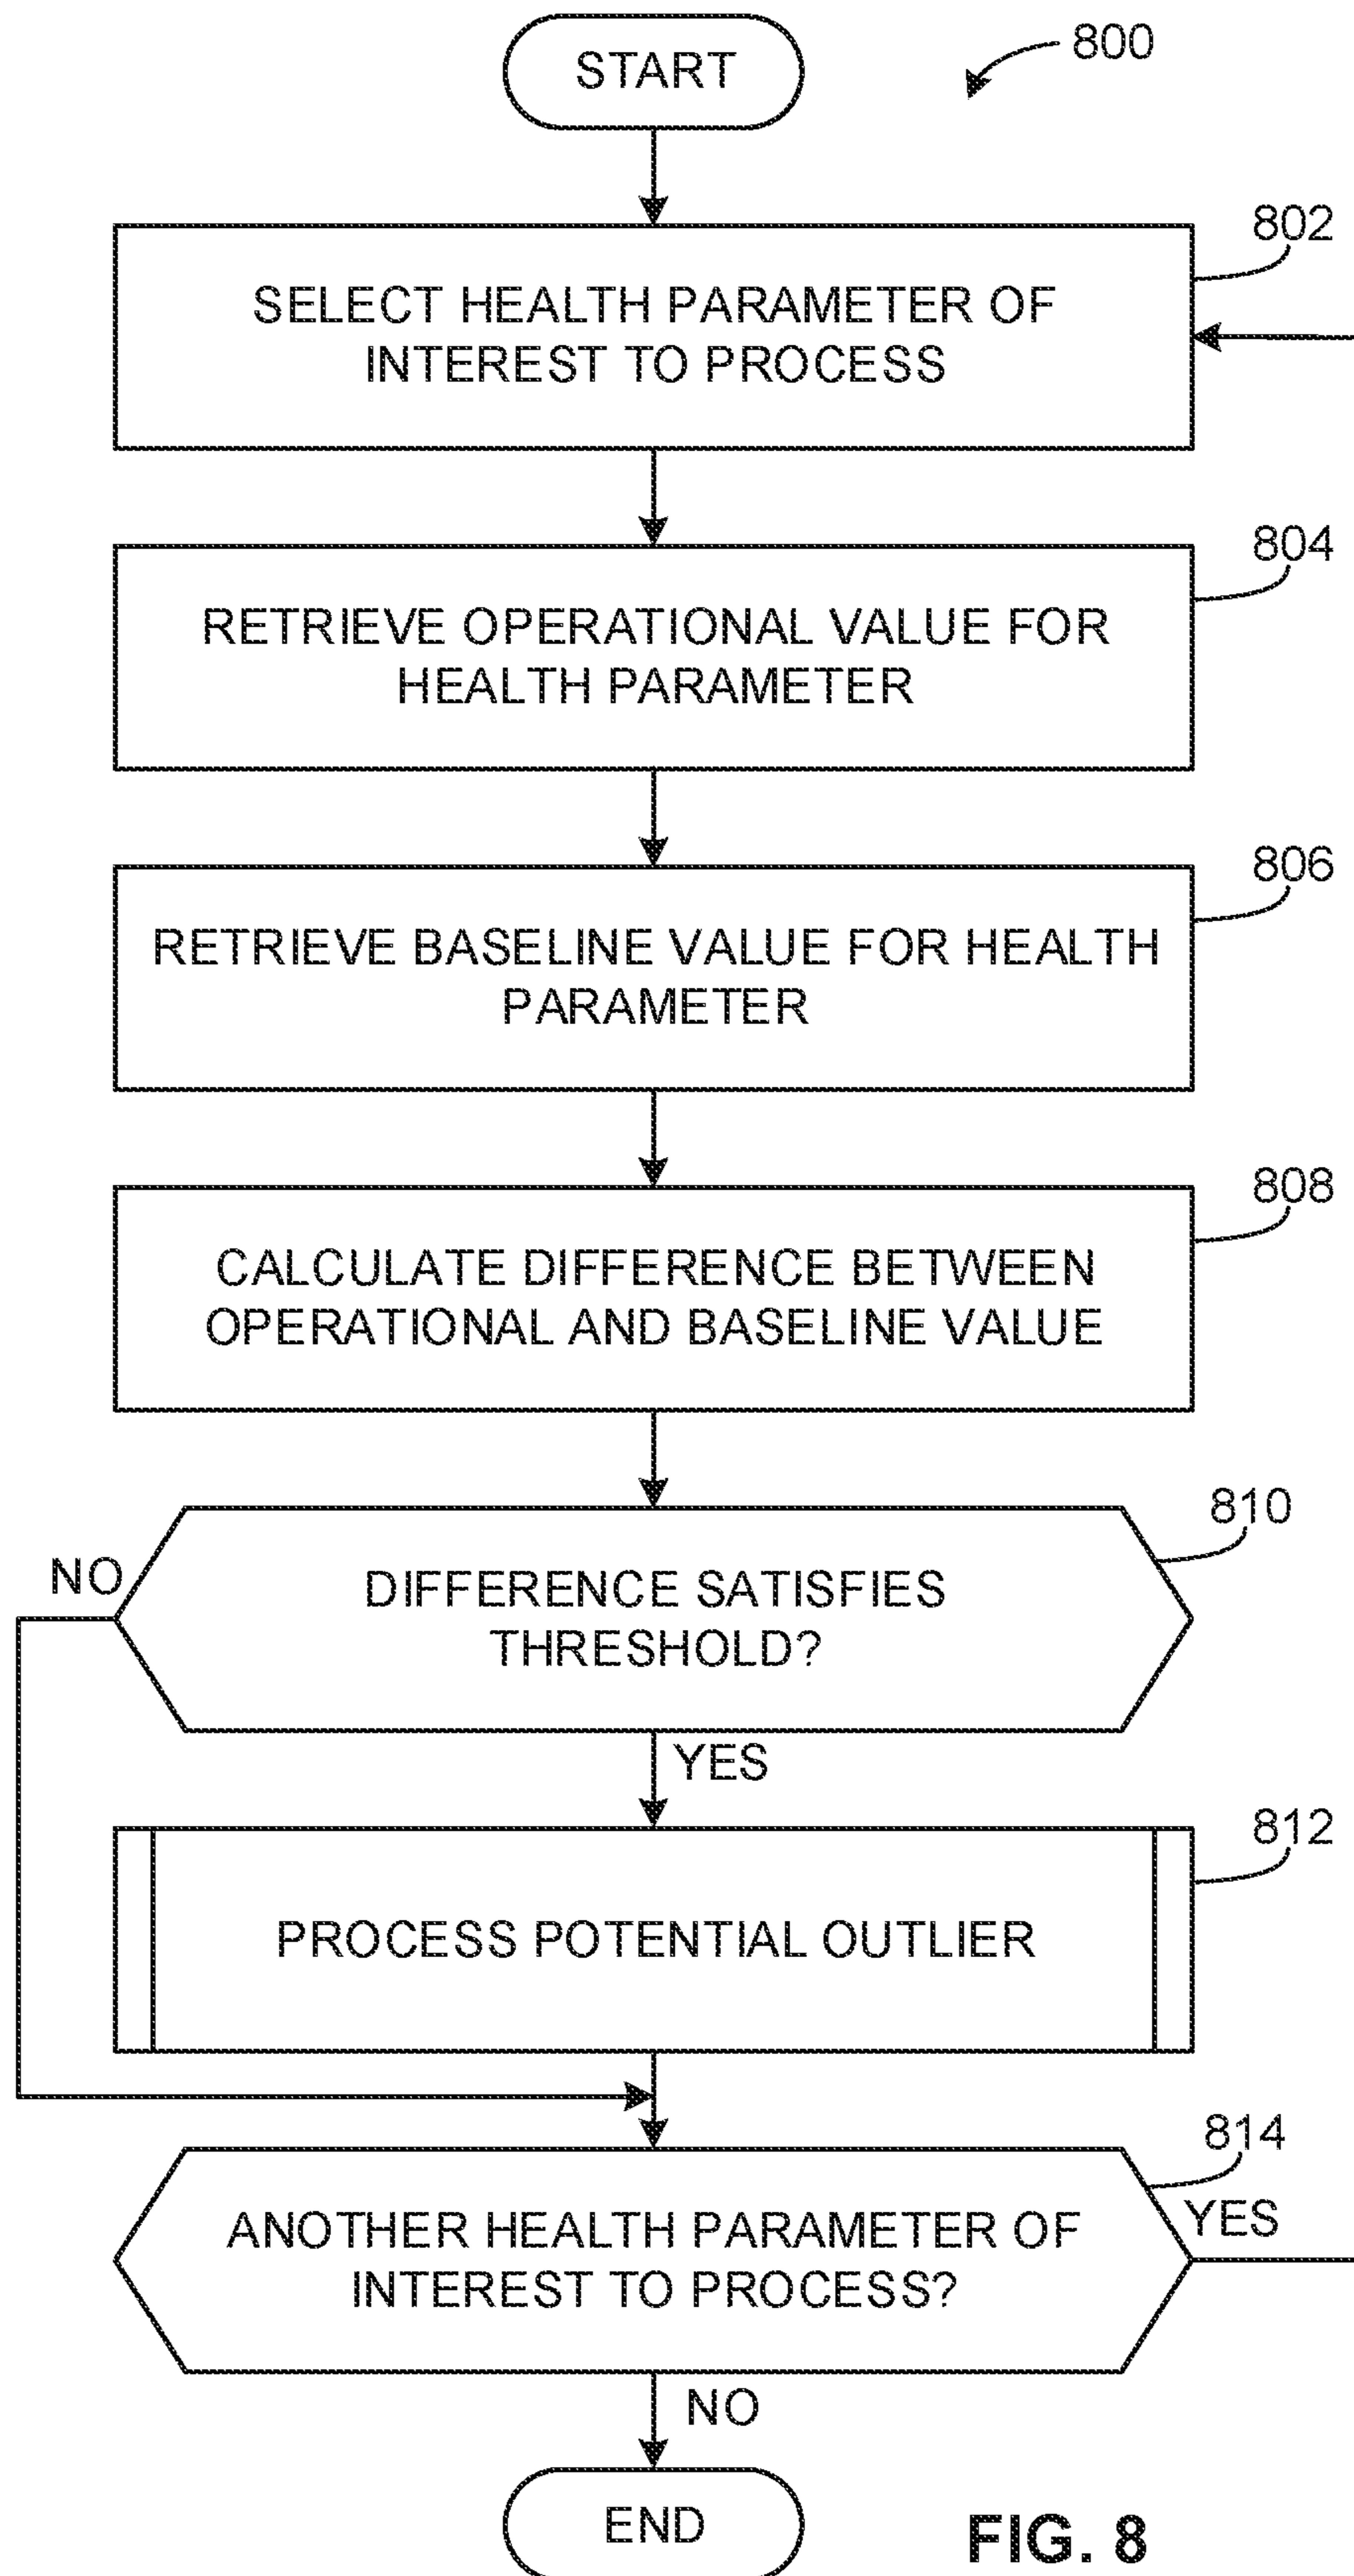 START
800
802
SELECT HEALTH PARAMETER OF
INTEREST TO PROCESS
804
RETRIEVE OPERATIONAL VALUE FOR
HEALTH PARAMETER
806
RETRIEVE BASELINE VALUE FOR HEALTH
PARAMETER
808
CALCULATE DIFFERENCE BETWEEN
OPERATIONAL AND BASELINE VALUE
810
NO
DIFFERENCE SATISFIES
THRESHOLD?
YES
812
PROCESS POTENTIAL OUTLIER
814
YES
ANOTHER HEALTH PARAMETER OF
INTEREST TO PROCESS?
NO
END
FIG. 8